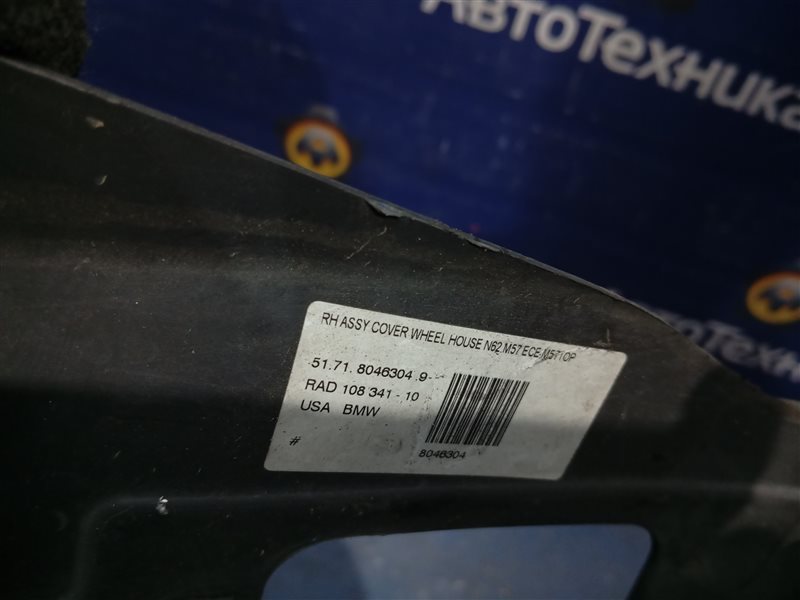 АвтоТехника
RH ASSY COVER WHEEL HOUSE N62 M57 ECE M57TOP
51.71. 8046304 .9-
RAD 108 341 - 10
USA BMW
#
8046304